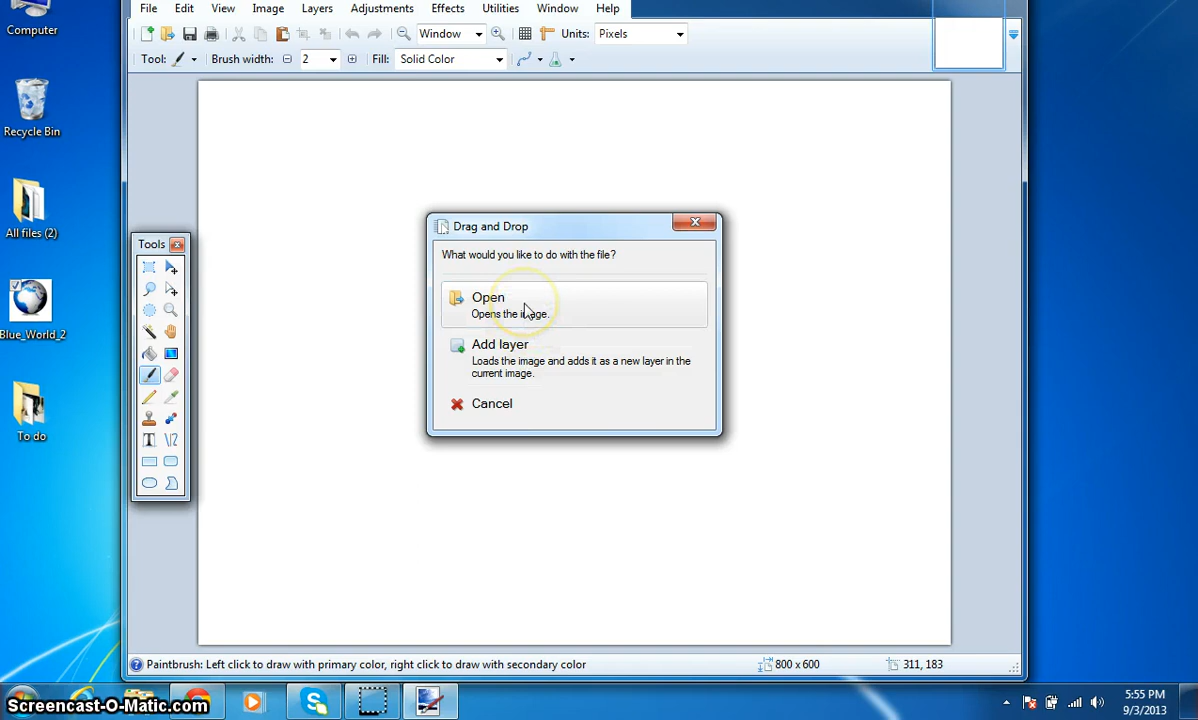 File Edit View Image Layers Adjustments Effects Utilities Window Help
Window Units: Pixels
Tool: Brush width: 2 Fill: Solid Color
Computer
Recycle Bin
All files (2)
Blue_World_2
To do
Tools
Drag and Drop
What would you like to do with the file?
Open
Opens the image.
Add layer
Loads the image and adds it as a new layer in the
current image.
Cancel
Paintbrush: Left click to draw with primary color, right click to draw with secondary color 800 x 600 311, 183
Screencast-O-Matic.com
5:55 PM
9/3/2013